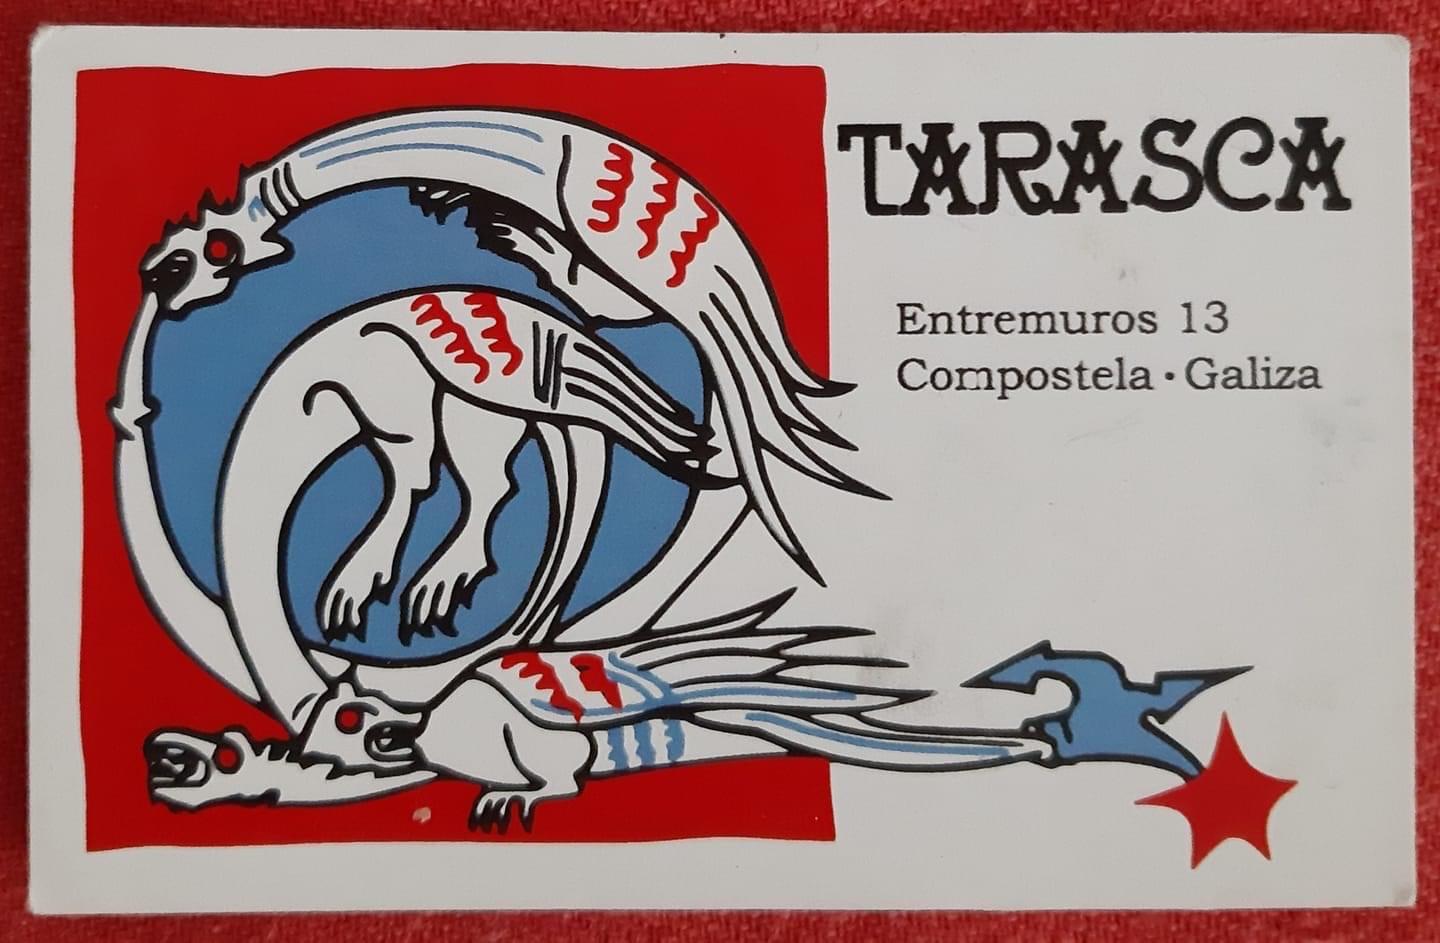 TARASCA
Entremuros 13
Compostela · Galiza